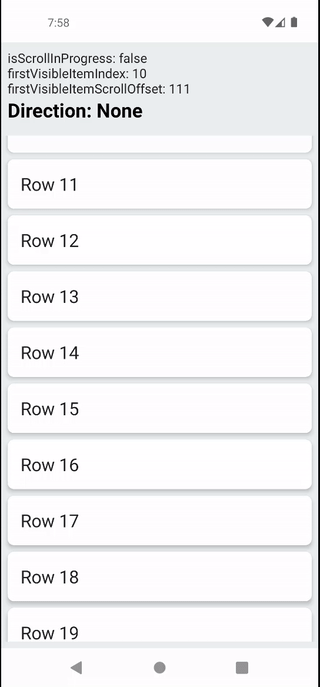 7:58
isScrollInProgress: false
firstVisibleItemIndex: 10
firstVisibleItemScrollOffset: 111
Direction: None
Row 11
Row 12
Row 13
Row 14
Row 15
Row 16
Row 17
Row 18
Row 19